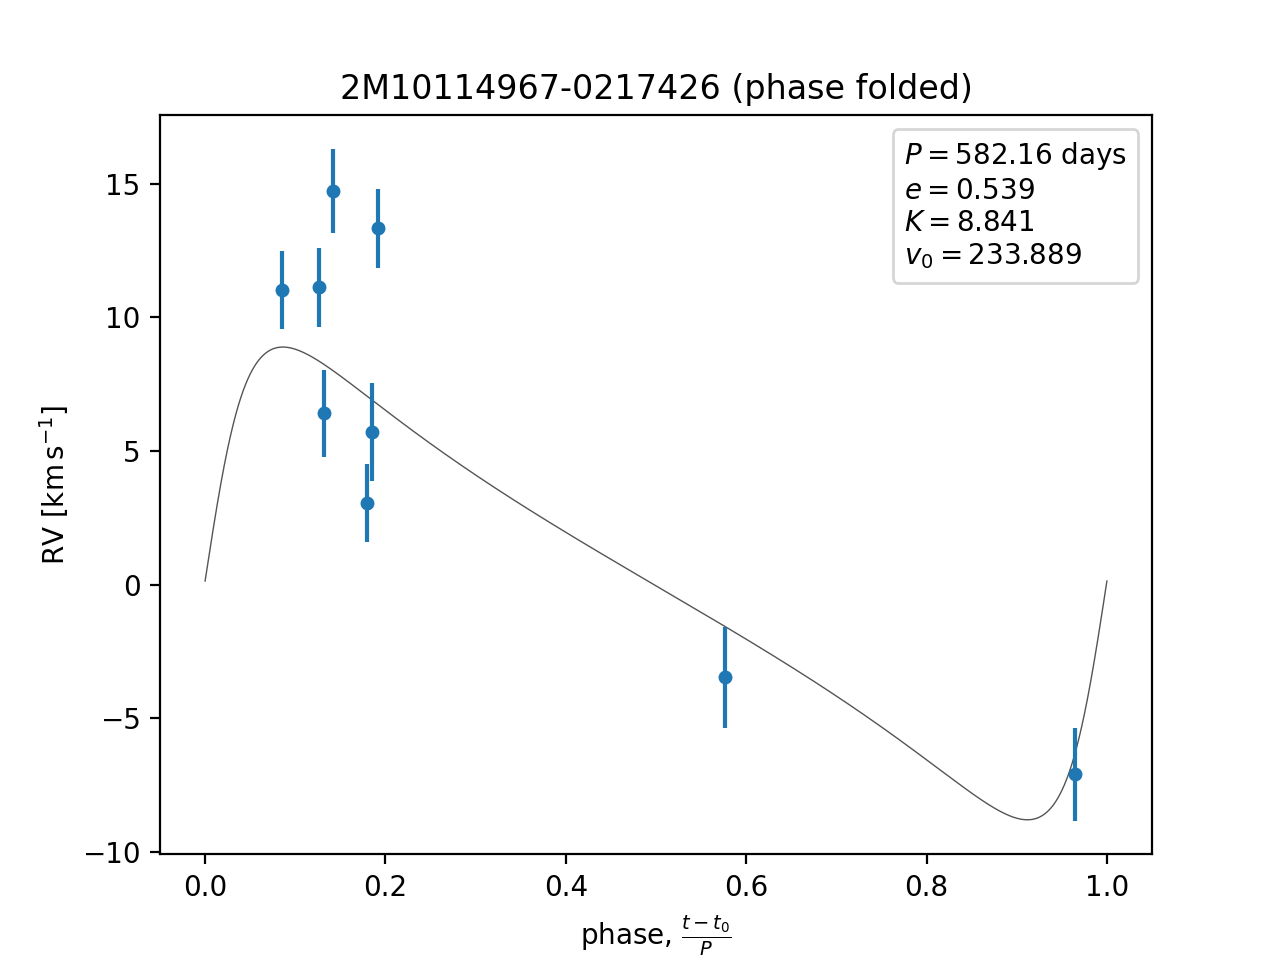 2M10114967-0217426 (phase folded)
P = 582.16 days
e = 0.539
K = 8.841
v₀ = 233.889
15
10
5
0
−5
−10
RV [km s⁻¹]
0.0 0.2 0.4 0.6 0.8 1.0
phase, (t − t₀)/P